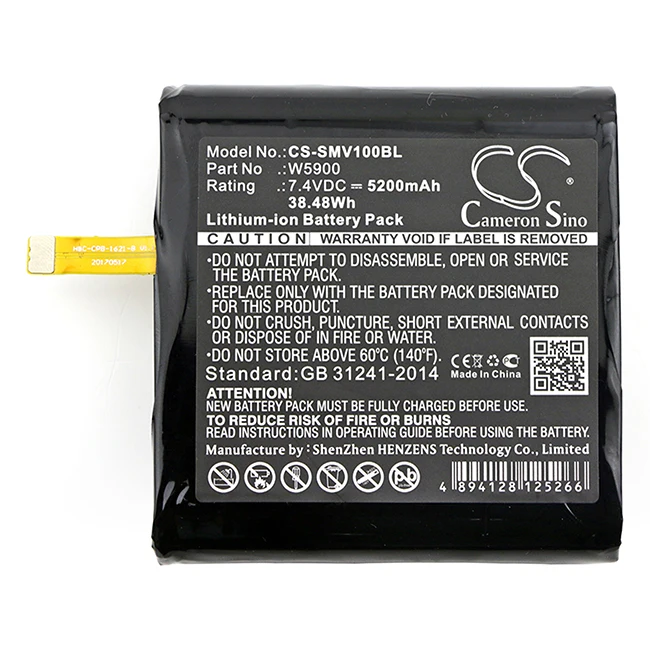 Model No.: CS-SMV100BL
Part No : W5900
Rating : 7.4VDC ⎓ 5200mAh
38.48Wh
Lithium-ion Battery Pack
CS
Cameron Sino
CAUTION WARRANTY VOID IF LABEL IS REMOVED
•DO NOT ATTEMPT TO DISASSEMBLE, OPEN OR SERVICE
THE BATTERY PACK.
•REPLACE ONLY WITH THE BATTERY PACK DESIGNATED
FOR THIS PRODUCT.
•DO NOT CRUSH, PUNCTURE, SHORT EXTERNAL CONTACTS
OR DISPOSE OF IN FIRE OR WATER.
•DO NOT STORE ABOVE 60°C (140°F).
Standard:GB 31241-2014
CE
Made In China
ATTENTION!
NEW BATTERY PACK MUST BE FULLY CHARGED BEFORE USE.
TO REDUCE RISK OF FIRE OR BURNS
READ INSTRUCTIONS CAREFULLY BEFORE USING THE BATTERY.
Manufacture by : ShenZhen HENZENS Technology Co., Limited
pb
4 894128 125266
20170517